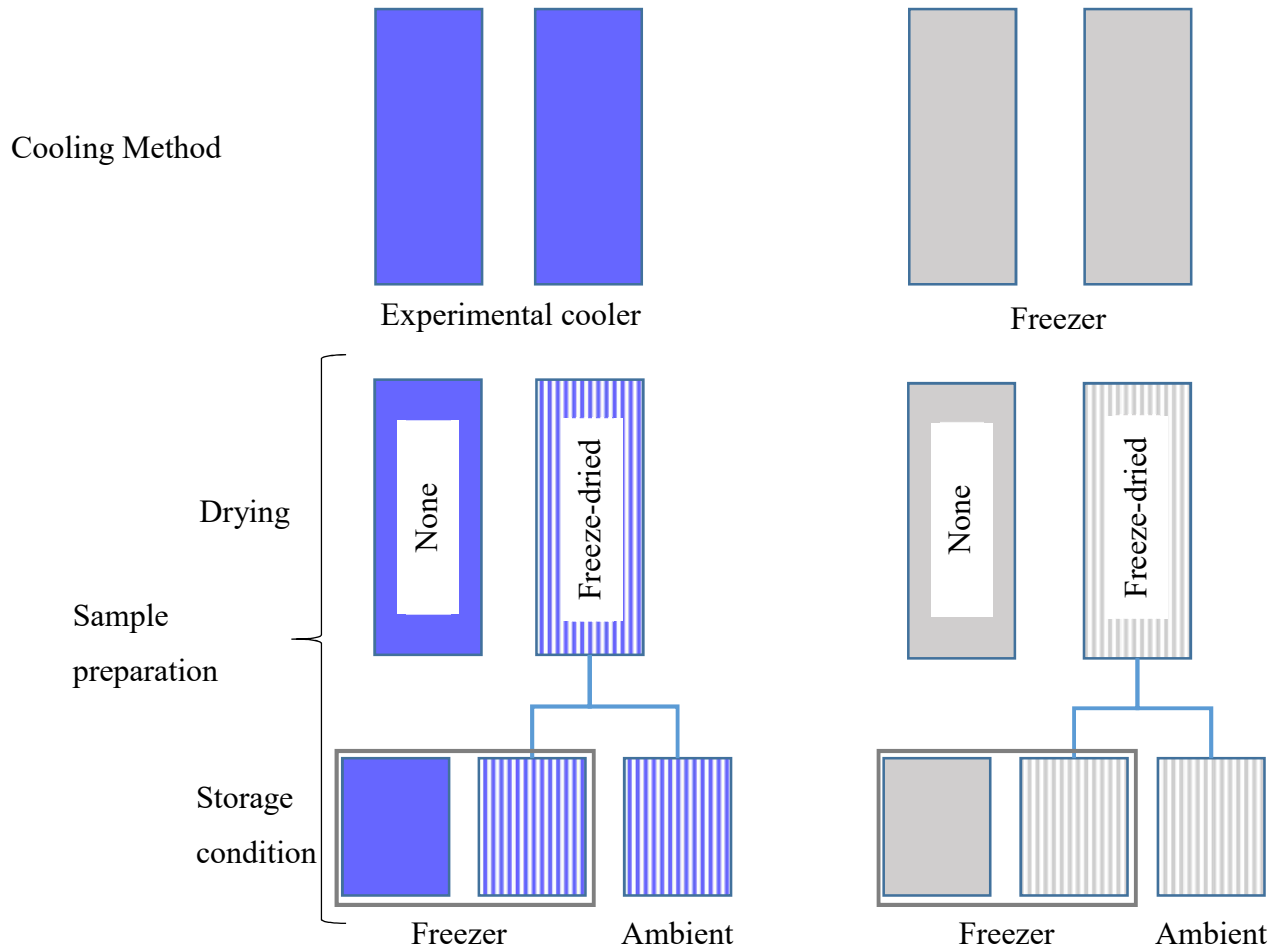 Cooling Method
Experimental cooler
Freezer
Drying
None
Freeze-dried
None
Freeze-dried
Sample
preparation
Storage
condition
Freezer
Ambient
Freezer
Ambient